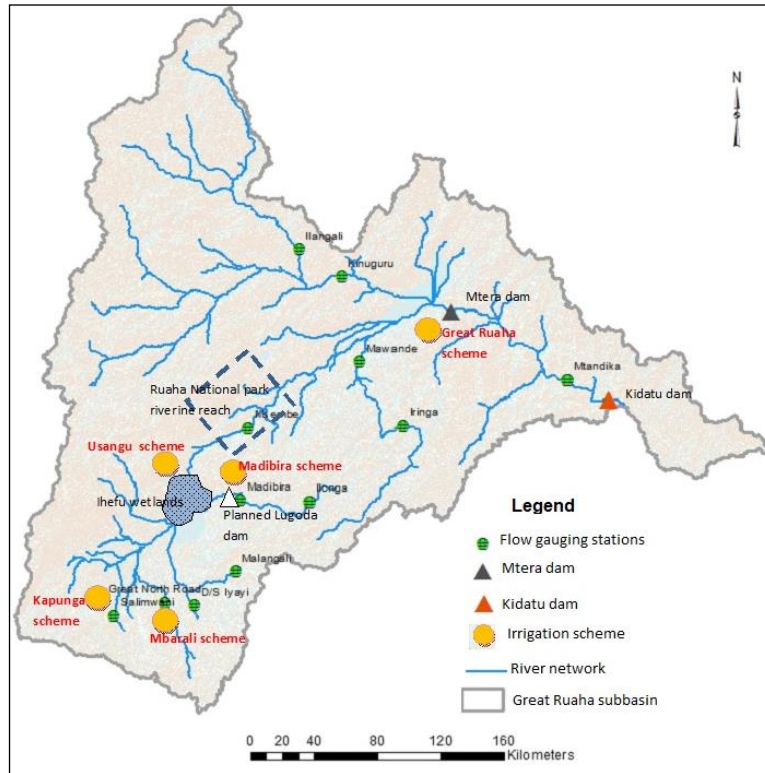 N
S
Ilangali
Kinuguru
Mtera dam
Great Ruaha
scheme
Mawande
Mtandika
Kidatu dam
Ruaha National park
riverine reach
Iringa
Usangu scheme
Madibira scheme
Ihefu wetlands
Madibira
Ilonga
Planned Lugoda
dam
Malangali
Great North Road
D/S Iyayi
Kapunga
scheme
Salimwani
Mbarali scheme
Legend
Flow gauging stations
Mtera dam
Kidatu dam
Irrigation scheme
River network
Great Ruaha subbasin
0 10 20 40 80 120 160
Kilometers